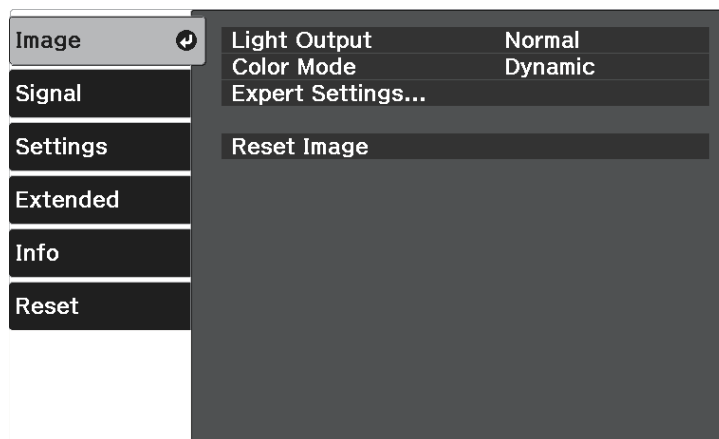 Image
Signal
Settings
Extended
Info
Reset
Light Output Normal
Color Mode Dynamic
Expert Settings...
Reset Image